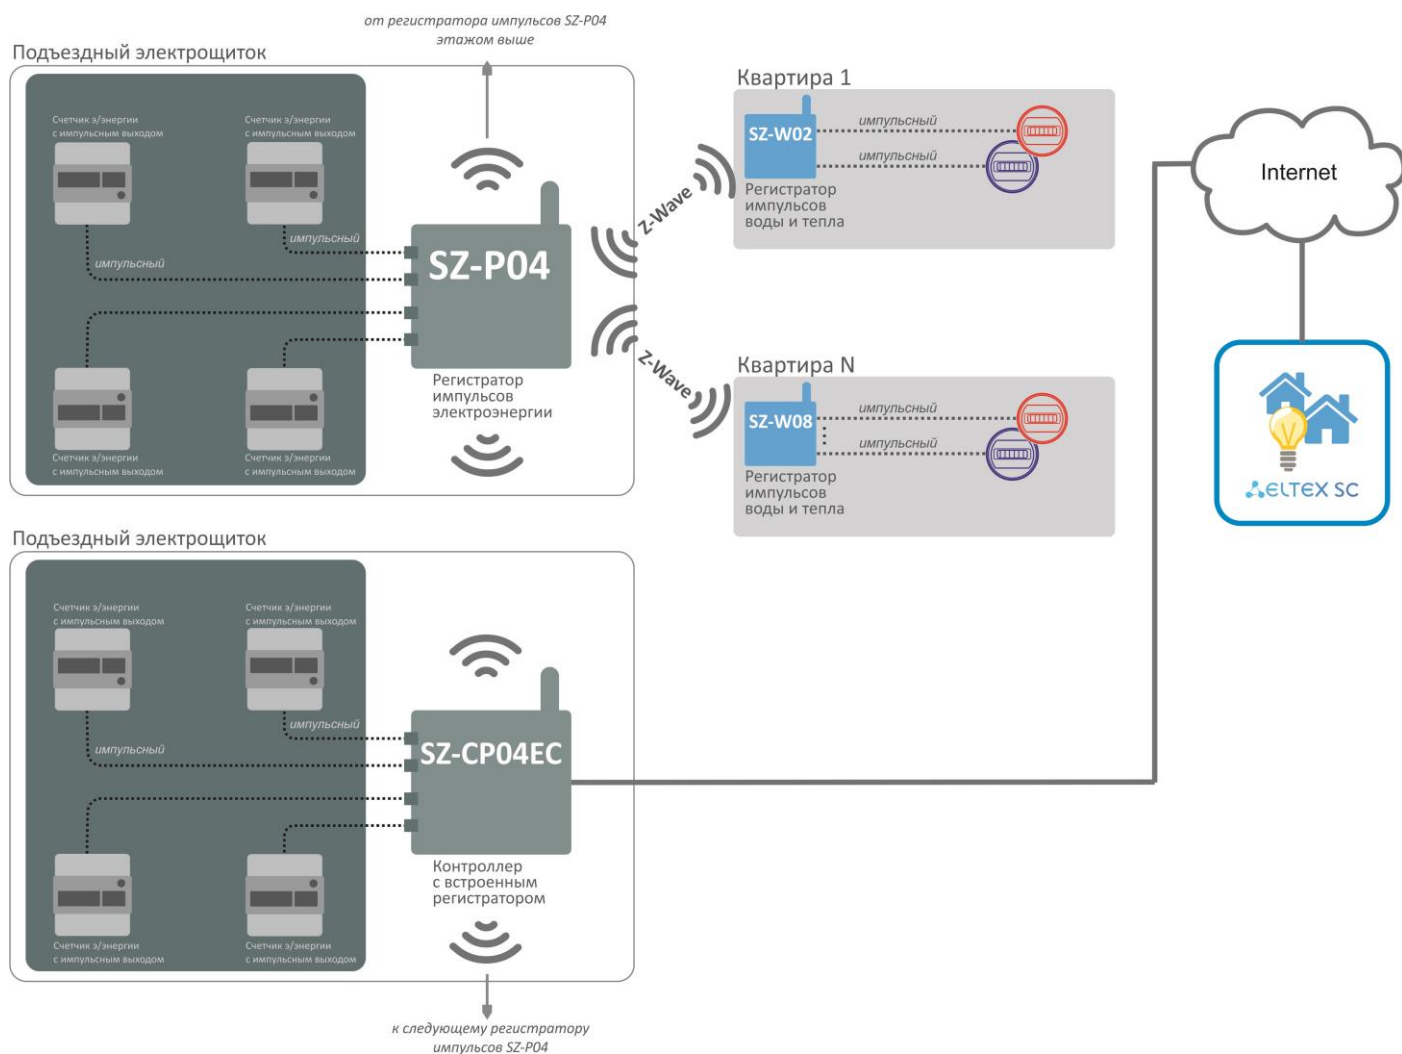 от регистратора импульсов SZ-P04
этажом выше
Подъездный электрощиток
Счетчик э/энергии
с импульсным выходом
Счетчик э/энергии
с импульсным выходом
импульсный
импульсный
Счетчик э/энергии
с импульсным выходом
Счетчик э/энергии
с импульсным выходом
SZ-P04
Регистратор
импульсов
электроэнергии
Z-Wave
Z-Wave
Квартира 1
SZ-W02
импульсный
импульсный
Регистратор
импульсов
воды и тепла
Квартира N
SZ-W08
импульсный
импульсный
Регистратор
импульсов
воды и тепла
Internet
ELTEX SC
Подъездный электрощиток
Счетчик э/энергии
с импульсным выходом
Счетчик э/энергии
с импульсным выходом
импульсный
импульсный
Счетчик э/энергии
с импульсным выходом
Счетчик э/энергии
с импульсным выходом
SZ-CP04EC
Контроллер
с встроенным
регистратором
к следующему регистратору
импульсов SZ-P04